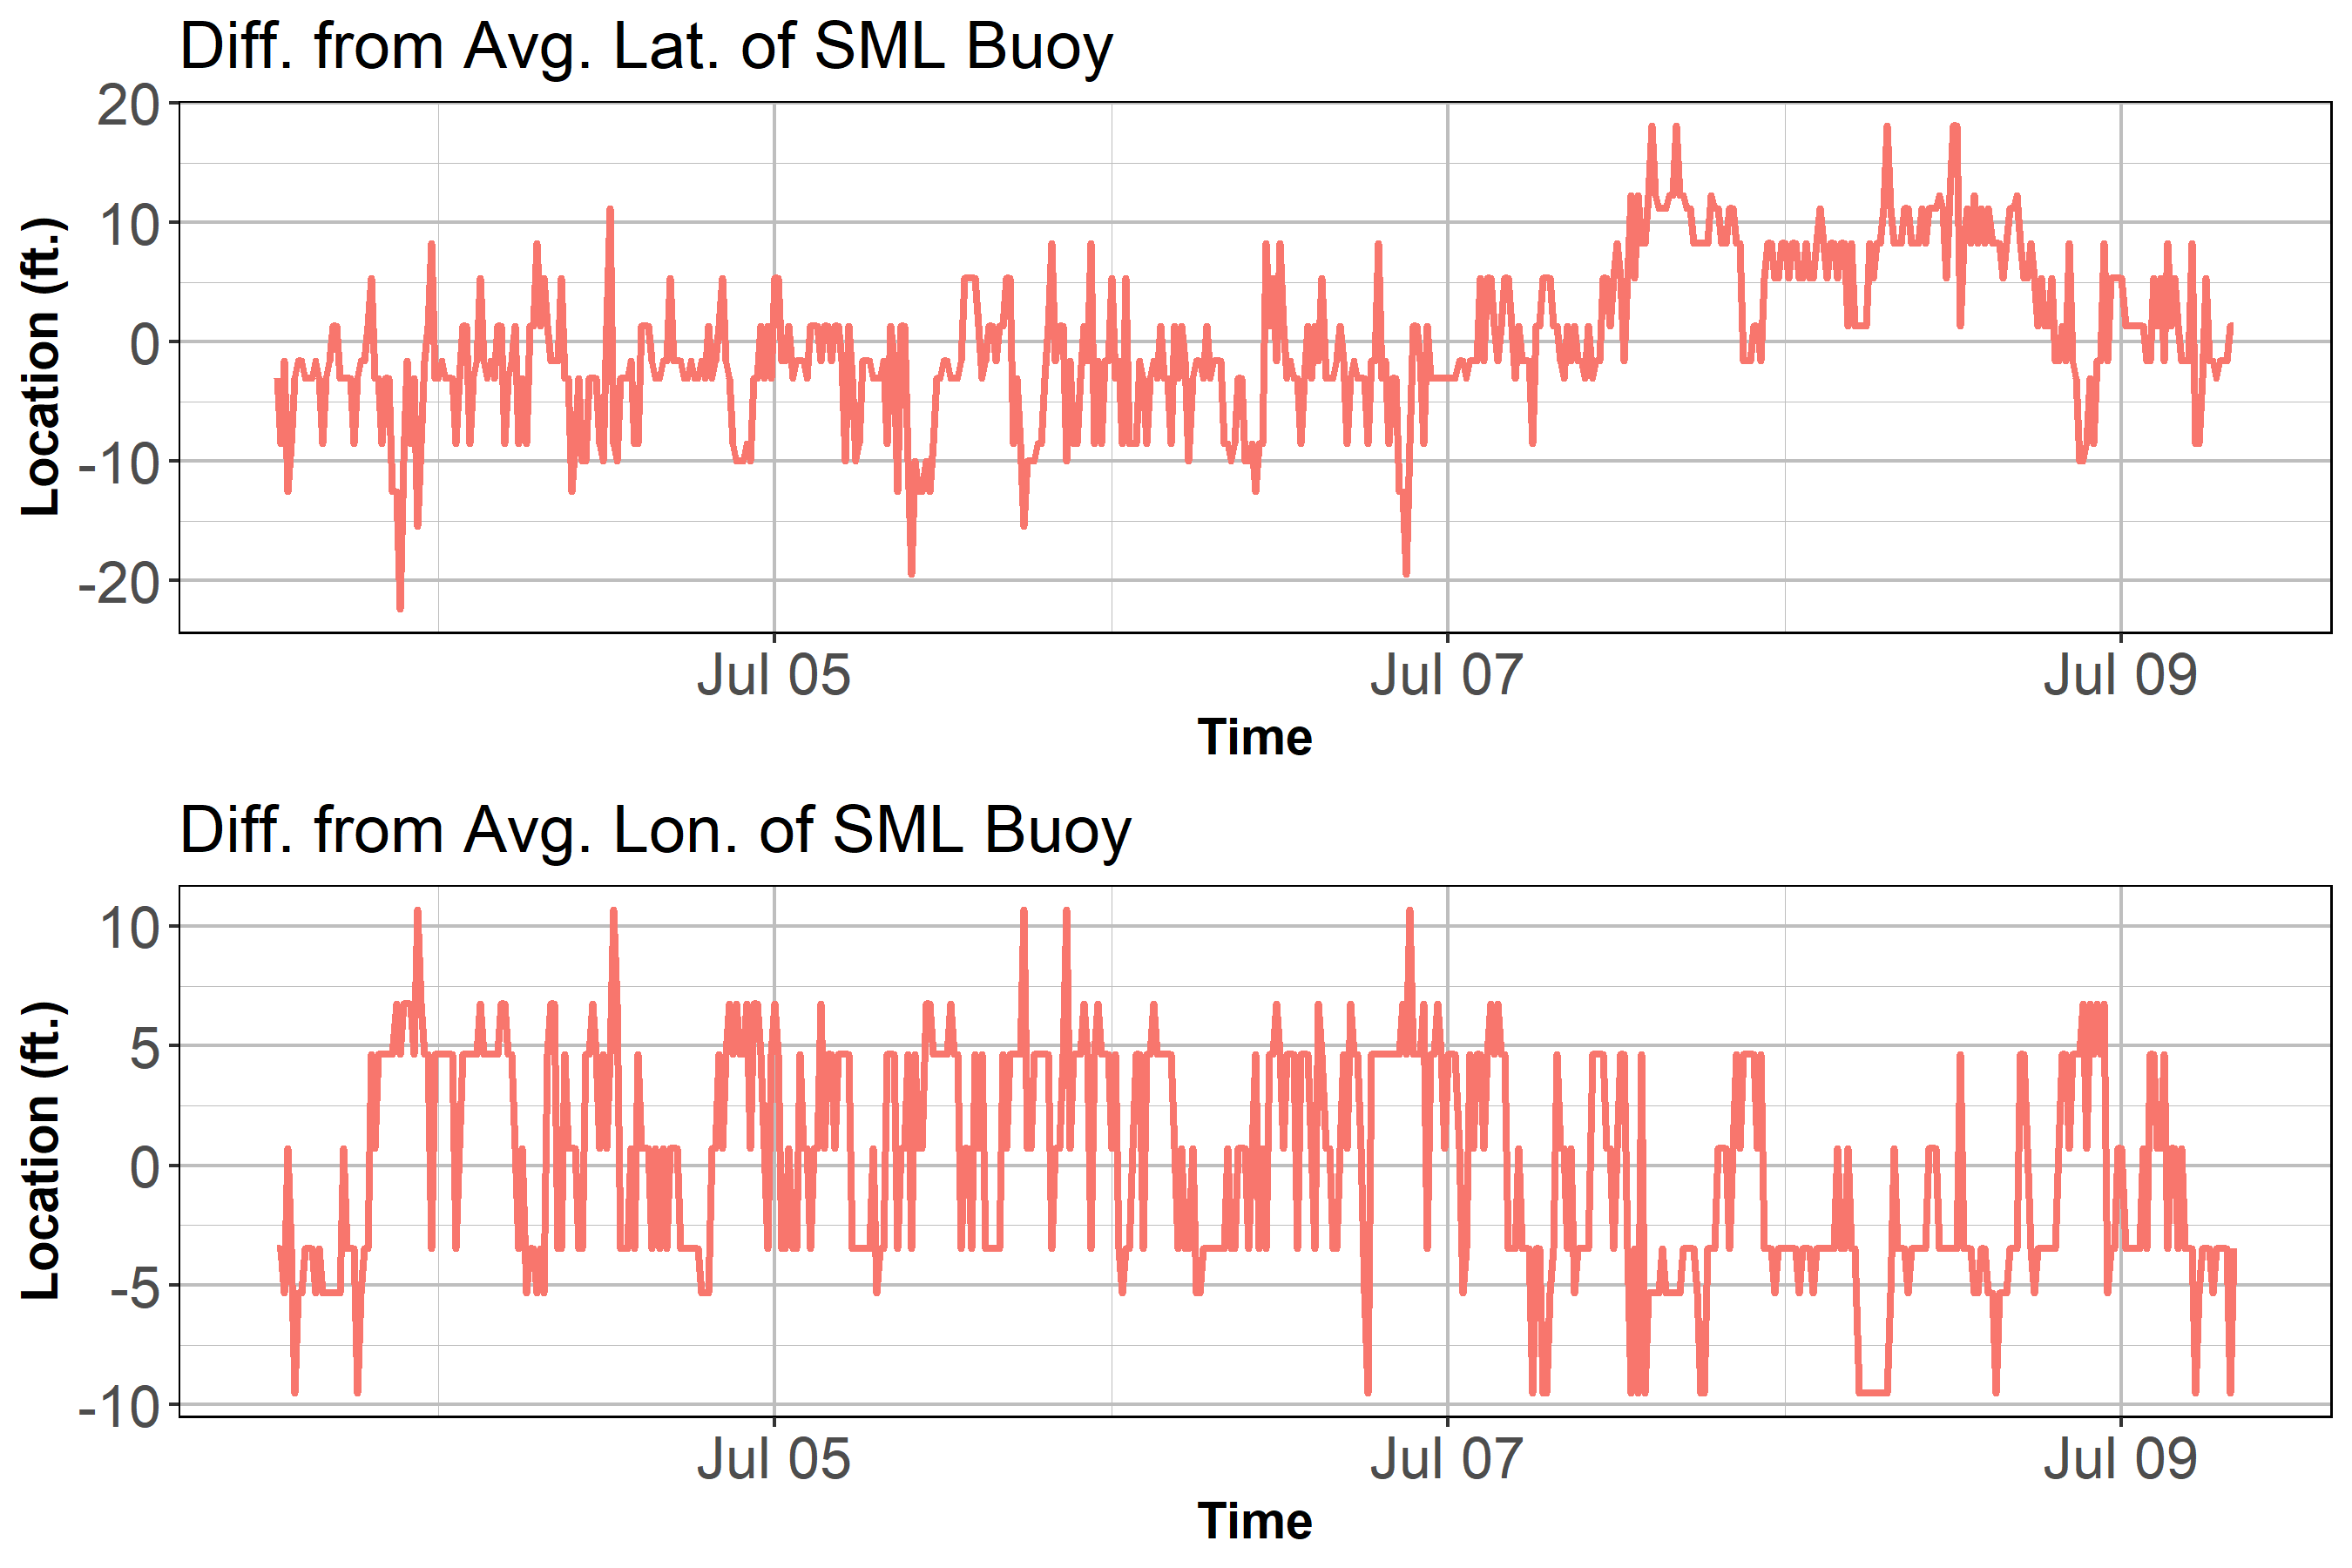 Diff. from Avg. Lat. of SML Buoy
20
10
0
-10
-20
Location (ft.)
Jul 05 Jul 07 Jul 09
Time
Diff. from Avg. Lon. of SML Buoy
10
5
0
-5
-10
Location (ft.)
Jul 05 Jul 07 Jul 09
Time